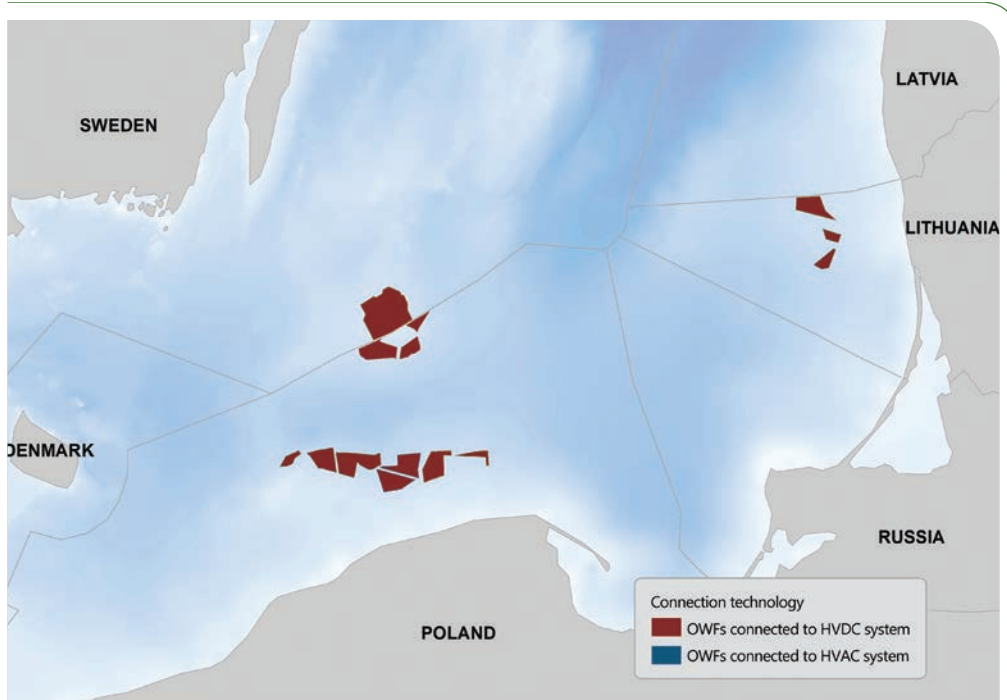 LATVIA
SWEDEN
LITHUANIA
DENMARK
RUSSIA
POLAND
Connection technology
OWFs connected to HVDC system
OWFs connected to HVAC system